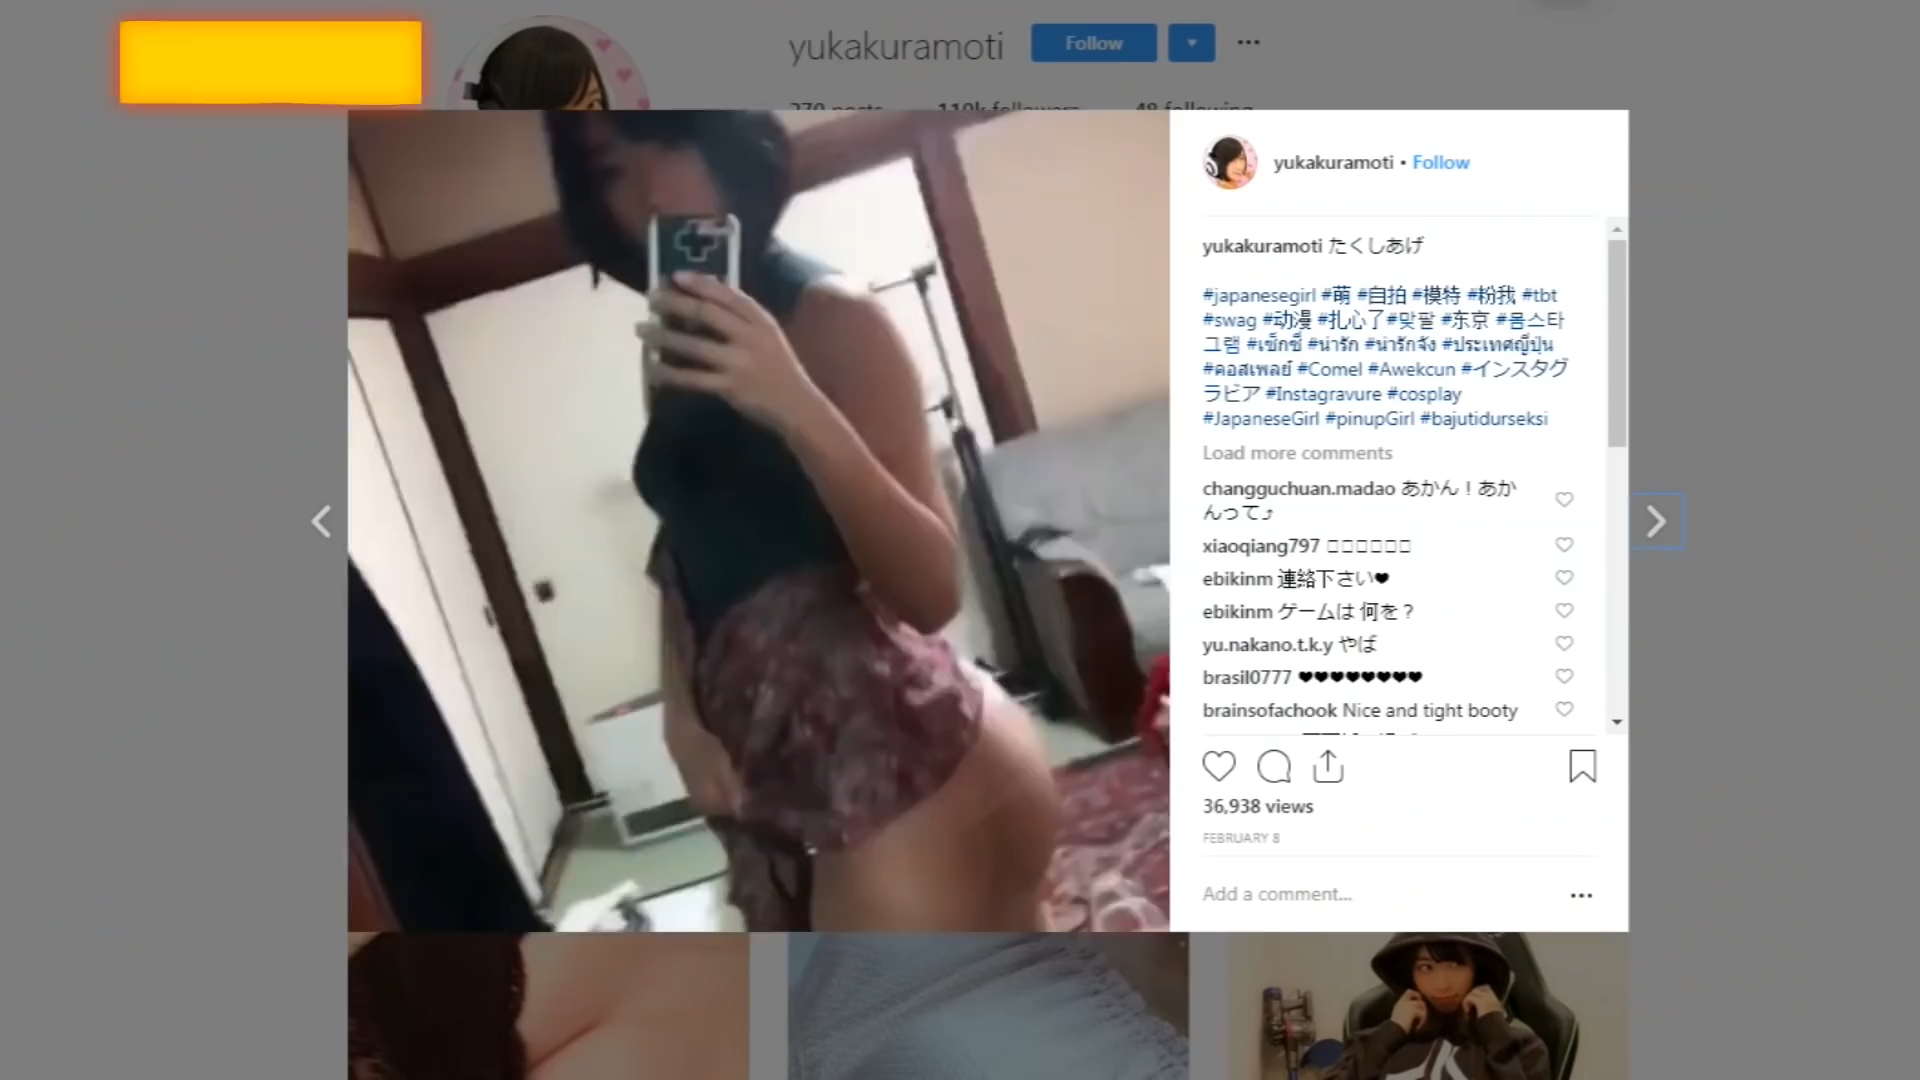 yukakuramoti
Follow
270 posts 110k followers 48 following
yukakuramoti • Follow
yukakuramoti たくしあげ
#japanesegirl #萌 #自拍 #模特 #粉我 #tbt
#swag #动漫 #扎心了#맞팔 #东京 #몸스타
그램 #เซ็กซี่ #น่ารัก #น่ารักจัง #ประเทศญี่ปุ่น
#คอสเพลย์ #Comel #Awekcun #インスタグ
ラビア #Instagravure #cosplay
#JapaneseGirl #pinupGirl #bajutidurseksi
Load more comments
changguchuan.madao あかん！あか
んって⤴
xiaoqiang797
ebikinm 連絡下さい❤
ebikinm ゲームは 何を？
yu.nakano.t.k.y やば
brasil0777 ❤❤❤❤❤❤❤❤
brainsofachook Nice and tight booty
36,938 views
FEBRUARY 8
Add a comment...